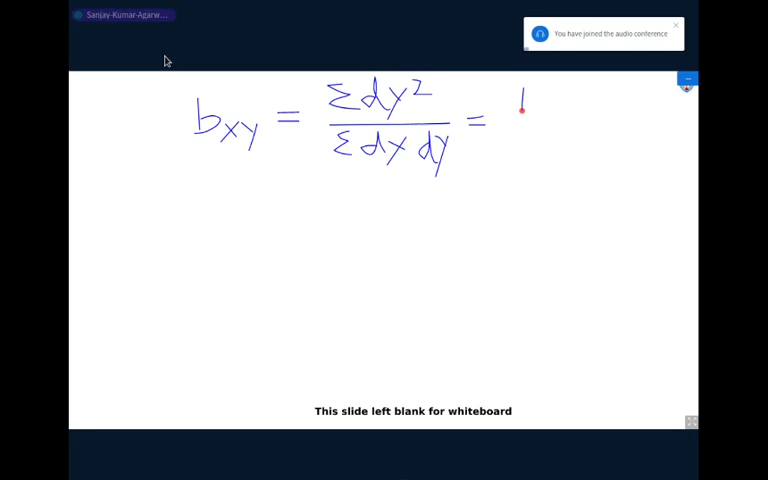 Sanjay-Kumar-Agarw...
You have joined the audio conference
bxy = Σdy² / Σdx dy = 1
This slide left blank for whiteboard